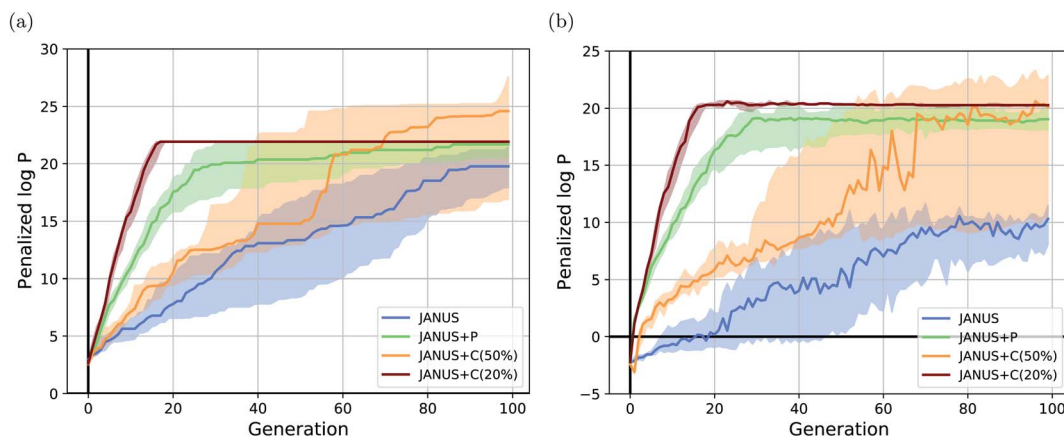 (a)
30
25
20
15
10
5
0
Penalized log P
0 20 40 60 80 100
Generation
JANUS
JANUS+P
JANUS+C(50%)
JANUS+C(20%)
(b)
25
20
15
10
5
0
−5
Penalized log P
0 20 40 60 80 100
Generation
JANUS
JANUS+P
JANUS+C(50%)
JANUS+C(20%)